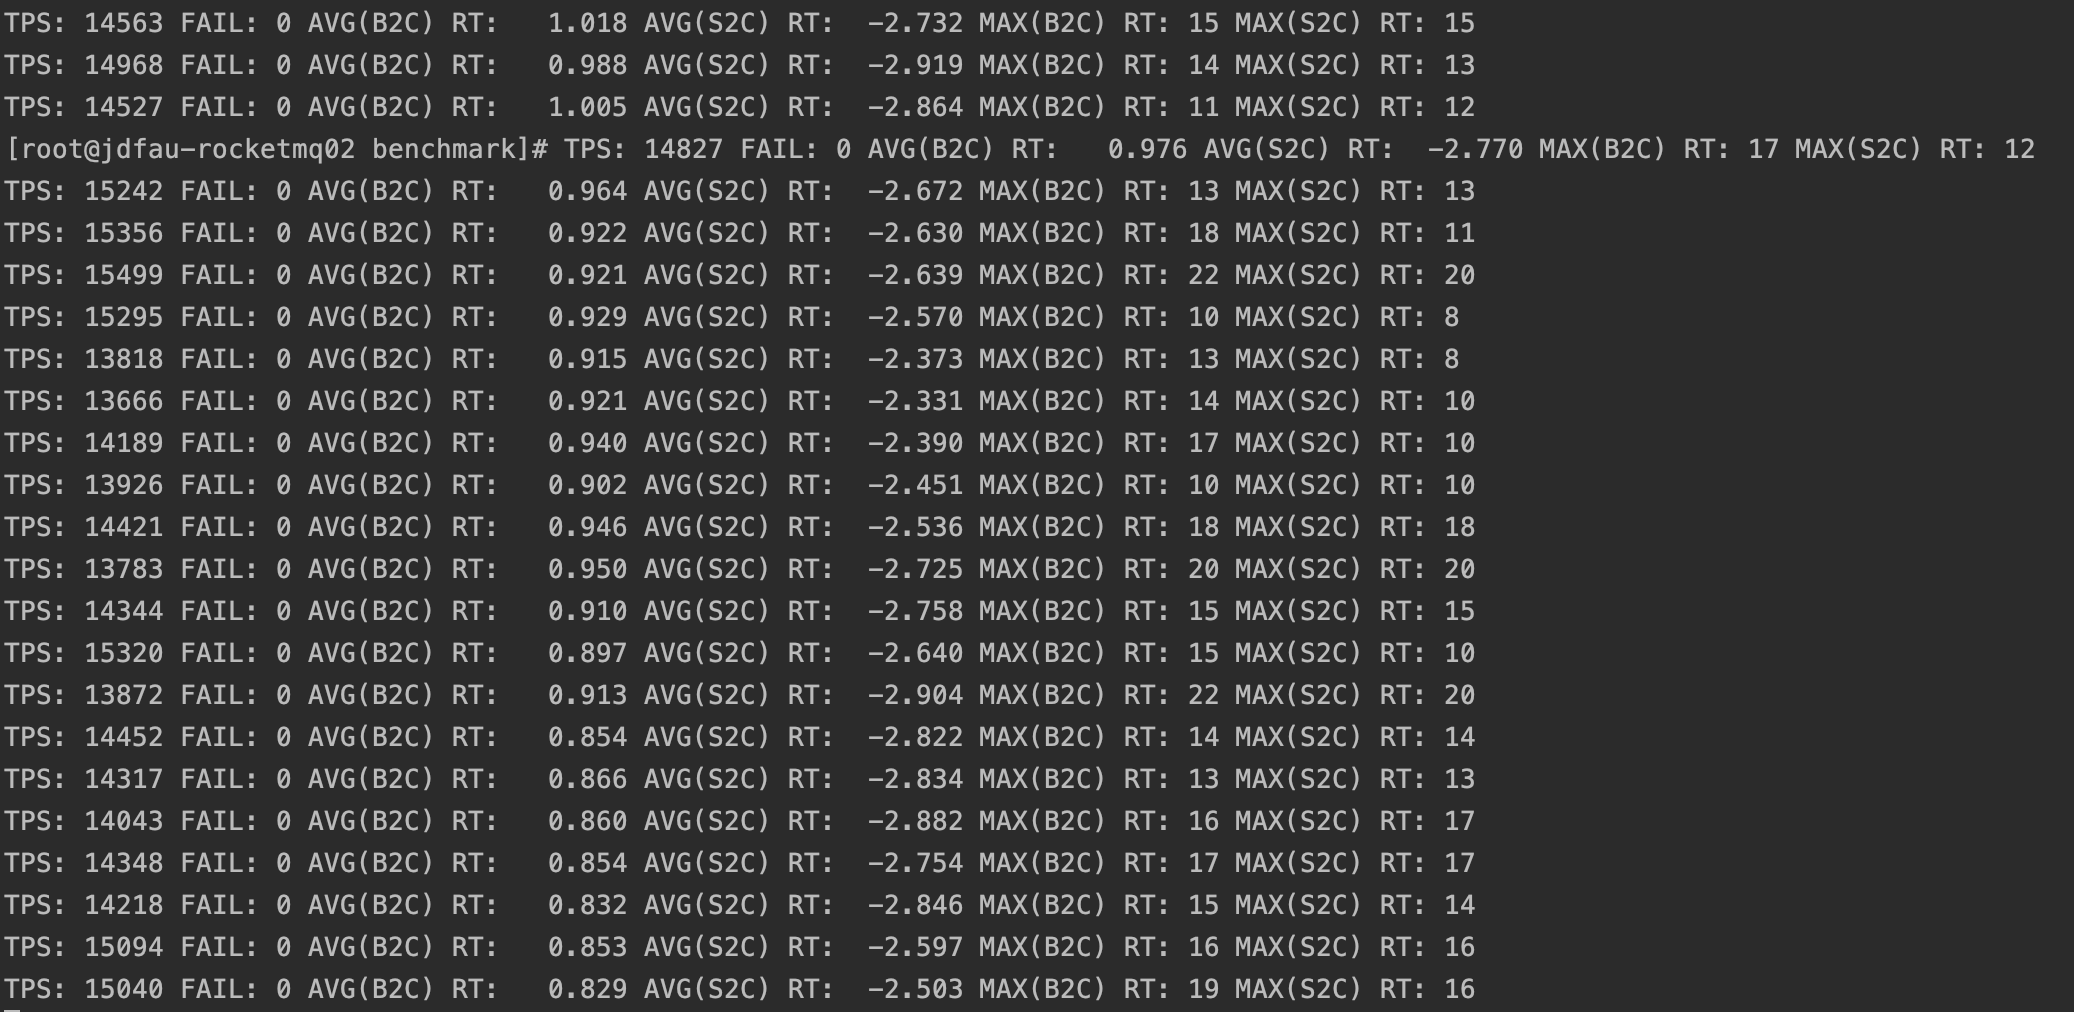 TPS: 14563 FAIL: 0 AVG(B2C) RT:   1.018 AVG(S2C) RT:  -2.732 MAX(B2C) RT: 15 MAX(S2C) RT: 15
TPS: 14968 FAIL: 0 AVG(B2C) RT:   0.988 AVG(S2C) RT:  -2.919 MAX(B2C) RT: 14 MAX(S2C) RT: 13
TPS: 14527 FAIL: 0 AVG(B2C) RT:   1.005 AVG(S2C) RT:  -2.864 MAX(B2C) RT: 11 MAX(S2C) RT: 12
[root@jdfau-rocketmq02 benchmark]# TPS: 14827 FAIL: 0 AVG(B2C) RT:   0.976 AVG(S2C) RT:  -2.770 MAX(B2C) RT: 17 MAX(S2C) RT: 12
TPS: 15242 FAIL: 0 AVG(B2C) RT:   0.964 AVG(S2C) RT:  -2.672 MAX(B2C) RT: 13 MAX(S2C) RT: 13
TPS: 15356 FAIL: 0 AVG(B2C) RT:   0.922 AVG(S2C) RT:  -2.630 MAX(B2C) RT: 18 MAX(S2C) RT: 11
TPS: 15499 FAIL: 0 AVG(B2C) RT:   0.921 AVG(S2C) RT:  -2.639 MAX(B2C) RT: 22 MAX(S2C) RT: 20
TPS: 15295 FAIL: 0 AVG(B2C) RT:   0.929 AVG(S2C) RT:  -2.570 MAX(B2C) RT: 10 MAX(S2C) RT: 8
TPS: 13818 FAIL: 0 AVG(B2C) RT:   0.915 AVG(S2C) RT:  -2.373 MAX(B2C) RT: 13 MAX(S2C) RT: 8
TPS: 13666 FAIL: 0 AVG(B2C) RT:   0.921 AVG(S2C) RT:  -2.331 MAX(B2C) RT: 14 MAX(S2C) RT: 10
TPS: 14189 FAIL: 0 AVG(B2C) RT:   0.940 AVG(S2C) RT:  -2.390 MAX(B2C) RT: 17 MAX(S2C) RT: 10
TPS: 13926 FAIL: 0 AVG(B2C) RT:   0.902 AVG(S2C) RT:  -2.451 MAX(B2C) RT: 10 MAX(S2C) RT: 10
TPS: 14421 FAIL: 0 AVG(B2C) RT:   0.946 AVG(S2C) RT:  -2.536 MAX(B2C) RT: 18 MAX(S2C) RT: 18
TPS: 13783 FAIL: 0 AVG(B2C) RT:   0.950 AVG(S2C) RT:  -2.725 MAX(B2C) RT: 20 MAX(S2C) RT: 20
TPS: 14344 FAIL: 0 AVG(B2C) RT:   0.910 AVG(S2C) RT:  -2.758 MAX(B2C) RT: 15 MAX(S2C) RT: 15
TPS: 15320 FAIL: 0 AVG(B2C) RT:   0.897 AVG(S2C) RT:  -2.640 MAX(B2C) RT: 15 MAX(S2C) RT: 10
TPS: 13872 FAIL: 0 AVG(B2C) RT:   0.913 AVG(S2C) RT:  -2.904 MAX(B2C) RT: 22 MAX(S2C) RT: 20
TPS: 14452 FAIL: 0 AVG(B2C) RT:   0.854 AVG(S2C) RT:  -2.822 MAX(B2C) RT: 14 MAX(S2C) RT: 14
TPS: 14317 FAIL: 0 AVG(B2C) RT:   0.866 AVG(S2C) RT:  -2.834 MAX(B2C) RT: 13 MAX(S2C) RT: 13
TPS: 14043 FAIL: 0 AVG(B2C) RT:   0.860 AVG(S2C) RT:  -2.882 MAX(B2C) RT: 16 MAX(S2C) RT: 17
TPS: 14348 FAIL: 0 AVG(B2C) RT:   0.854 AVG(S2C) RT:  -2.754 MAX(B2C) RT: 17 MAX(S2C) RT: 17
TPS: 14218 FAIL: 0 AVG(B2C) RT:   0.832 AVG(S2C) RT:  -2.846 MAX(B2C) RT: 15 MAX(S2C) RT: 14
TPS: 15094 FAIL: 0 AVG(B2C) RT:   0.853 AVG(S2C) RT:  -2.597 MAX(B2C) RT: 16 MAX(S2C) RT: 16
TPS: 15040 FAIL: 0 AVG(B2C) RT:   0.829 AVG(S2C) RT:  -2.503 MAX(B2C) RT: 19 MAX(S2C) RT: 16